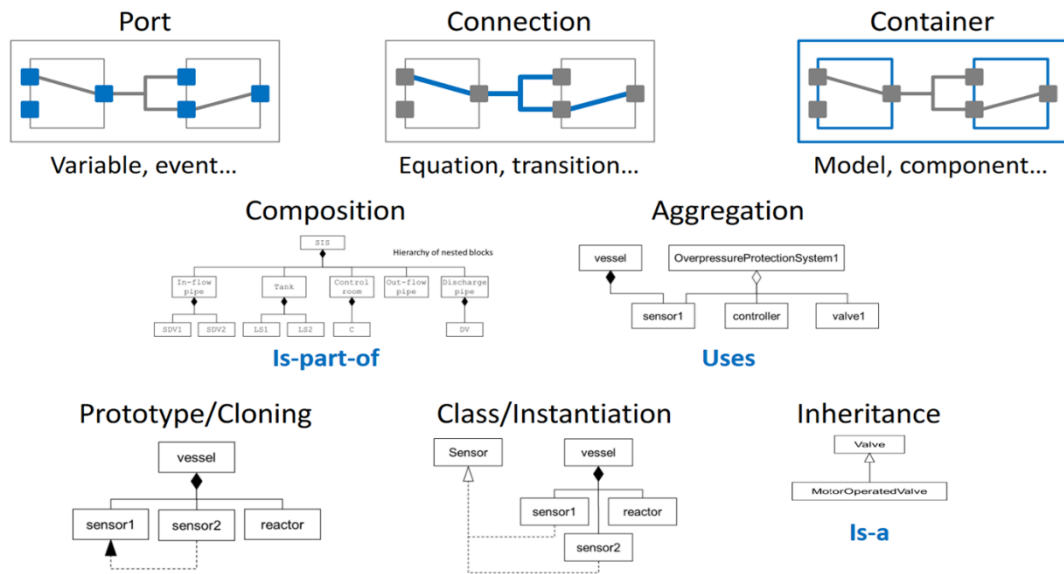 Port
Connection
Container
Variable, event...
Equation, transition...
Model, component...
Composition
Aggregation
SIS
Hierarchy of nested blocks
In-flow
pipe
Tank
Control
room
Out-flow
pipe
Discharge
pipe
SDV1
SDV2
LS1
LS2
C
DV
Is-part-of
vessel
OverpressureProtectionSystem1
sensor1
controller
valve1
Uses
Prototype/Cloning
Class/Instantiation
Inheritance
vessel
sensor1
sensor2
reactor
Sensor
vessel
sensor1
reactor
sensor2
Valve
MotorOperatedValve
Is-a